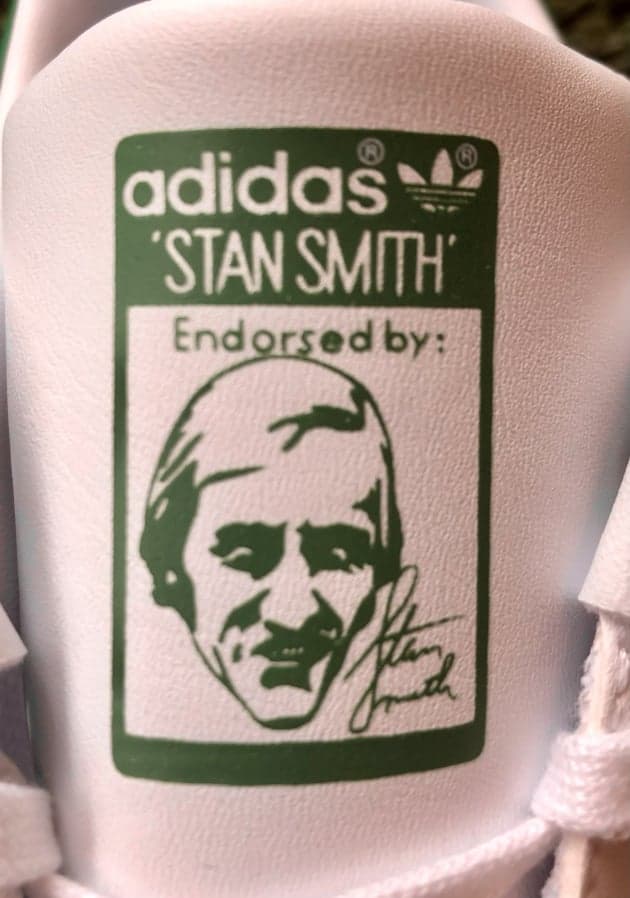 adidas® ®
'STAN SMITH'
Endorsed by:
Stan
Smith